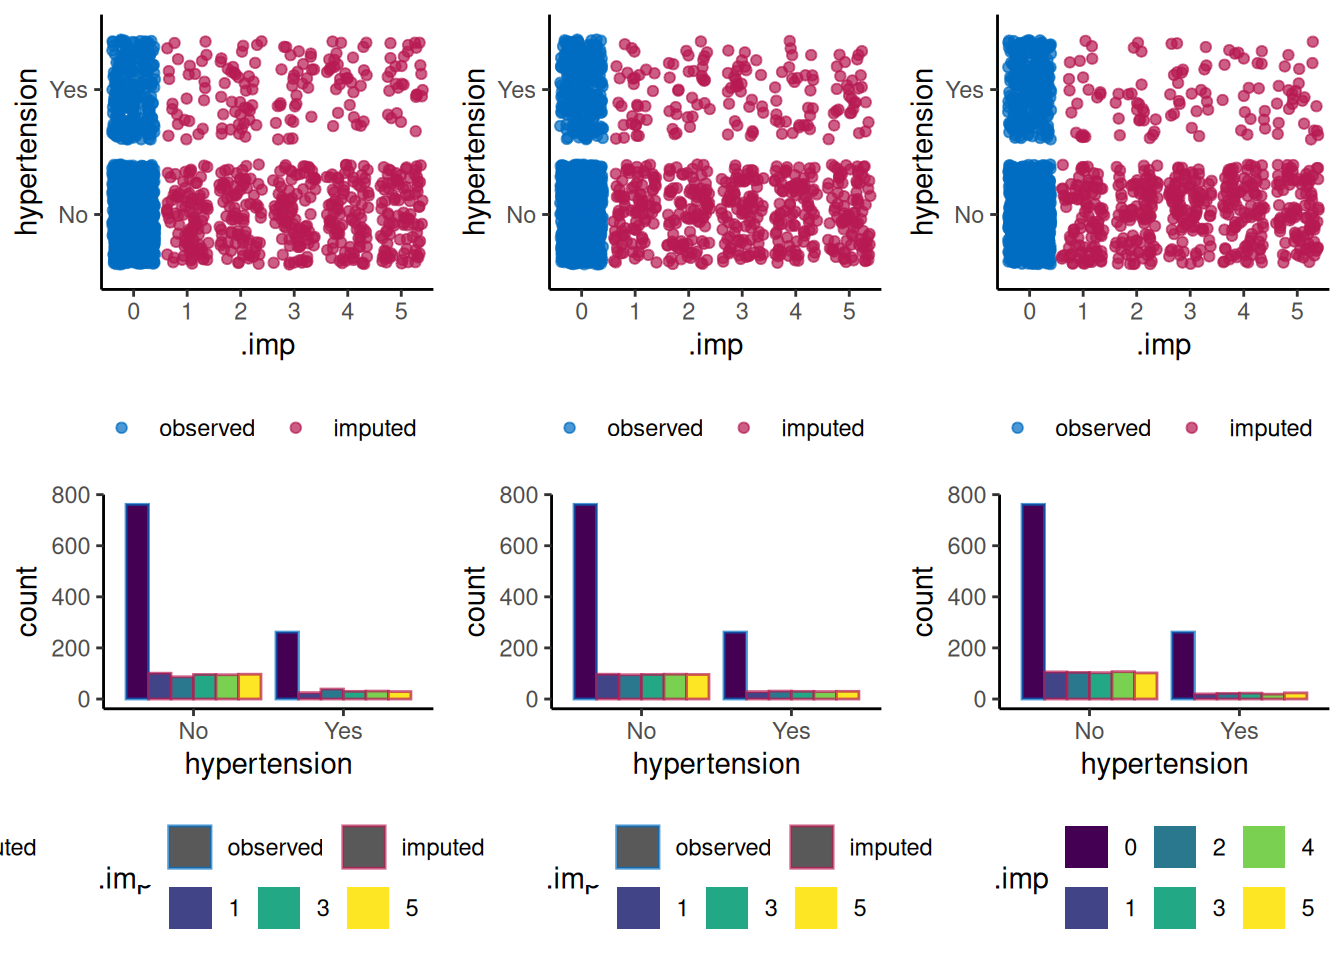 hypertension
Yes
No
0 1 2 3 4 5
.imp
observed imputed
hypertension
Yes
No
0 1 2 3 4 5
.imp
observed imputed
hypertension
Yes
No
0 1 2 3 4 5
.imp
observed imputed
count
800
600
400
200
0
No Yes
hypertension
count
800
600
400
200
0
No Yes
hypertension
count
800
600
400
200
0
No Yes
hypertension
observed imputed
.imp
1 3 5
observed imputed
.imp
1 3 5
.imp
0 2 4
1 3 5